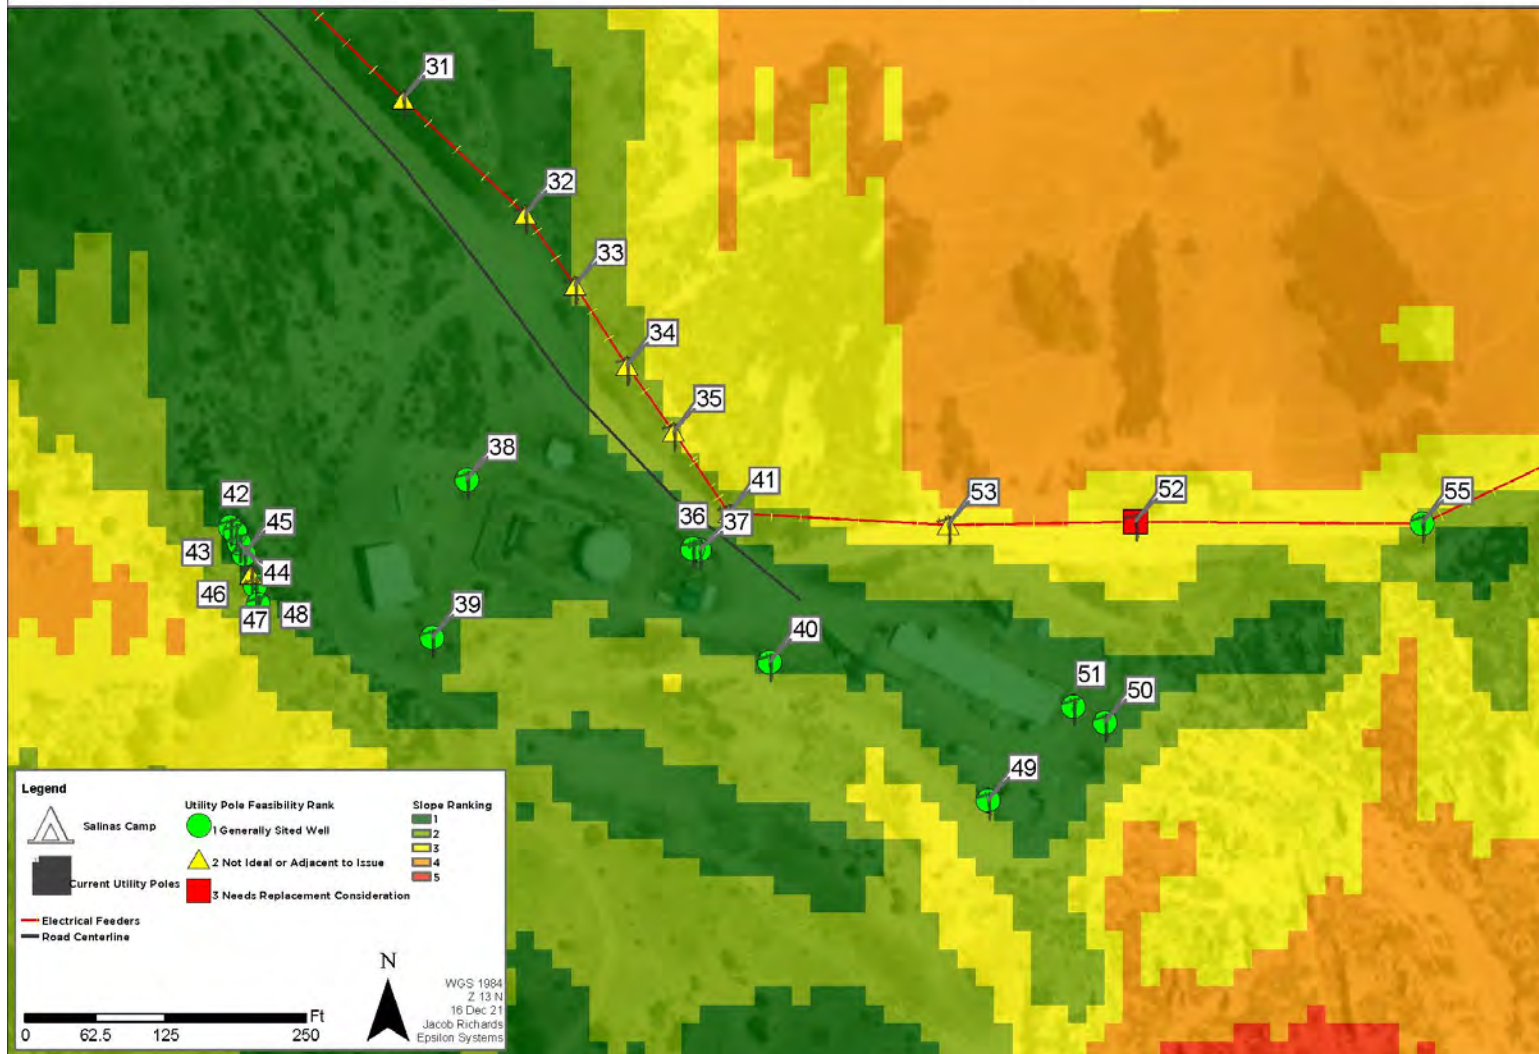 31
32
33
34
35
38
41
42
36
37
53
52
55
45
43
44
46
47
48
39
40
51
50
49
Legend
Salinas Camp
Current Utility Poles
Electrical Feeders
Road Centerline
Utility Pole Feasibility Rank
1 Generally Sited Well
2 Not Ideal or Adjacent to Issue
3 Needs Replacement Consideration
Slope Ranking
1
2
3
4
5
N
WGS 1984
Z 13 N
16 Dec 21
Jacob Richards
Epsilon Systems
Ft
0 62.5 125 250